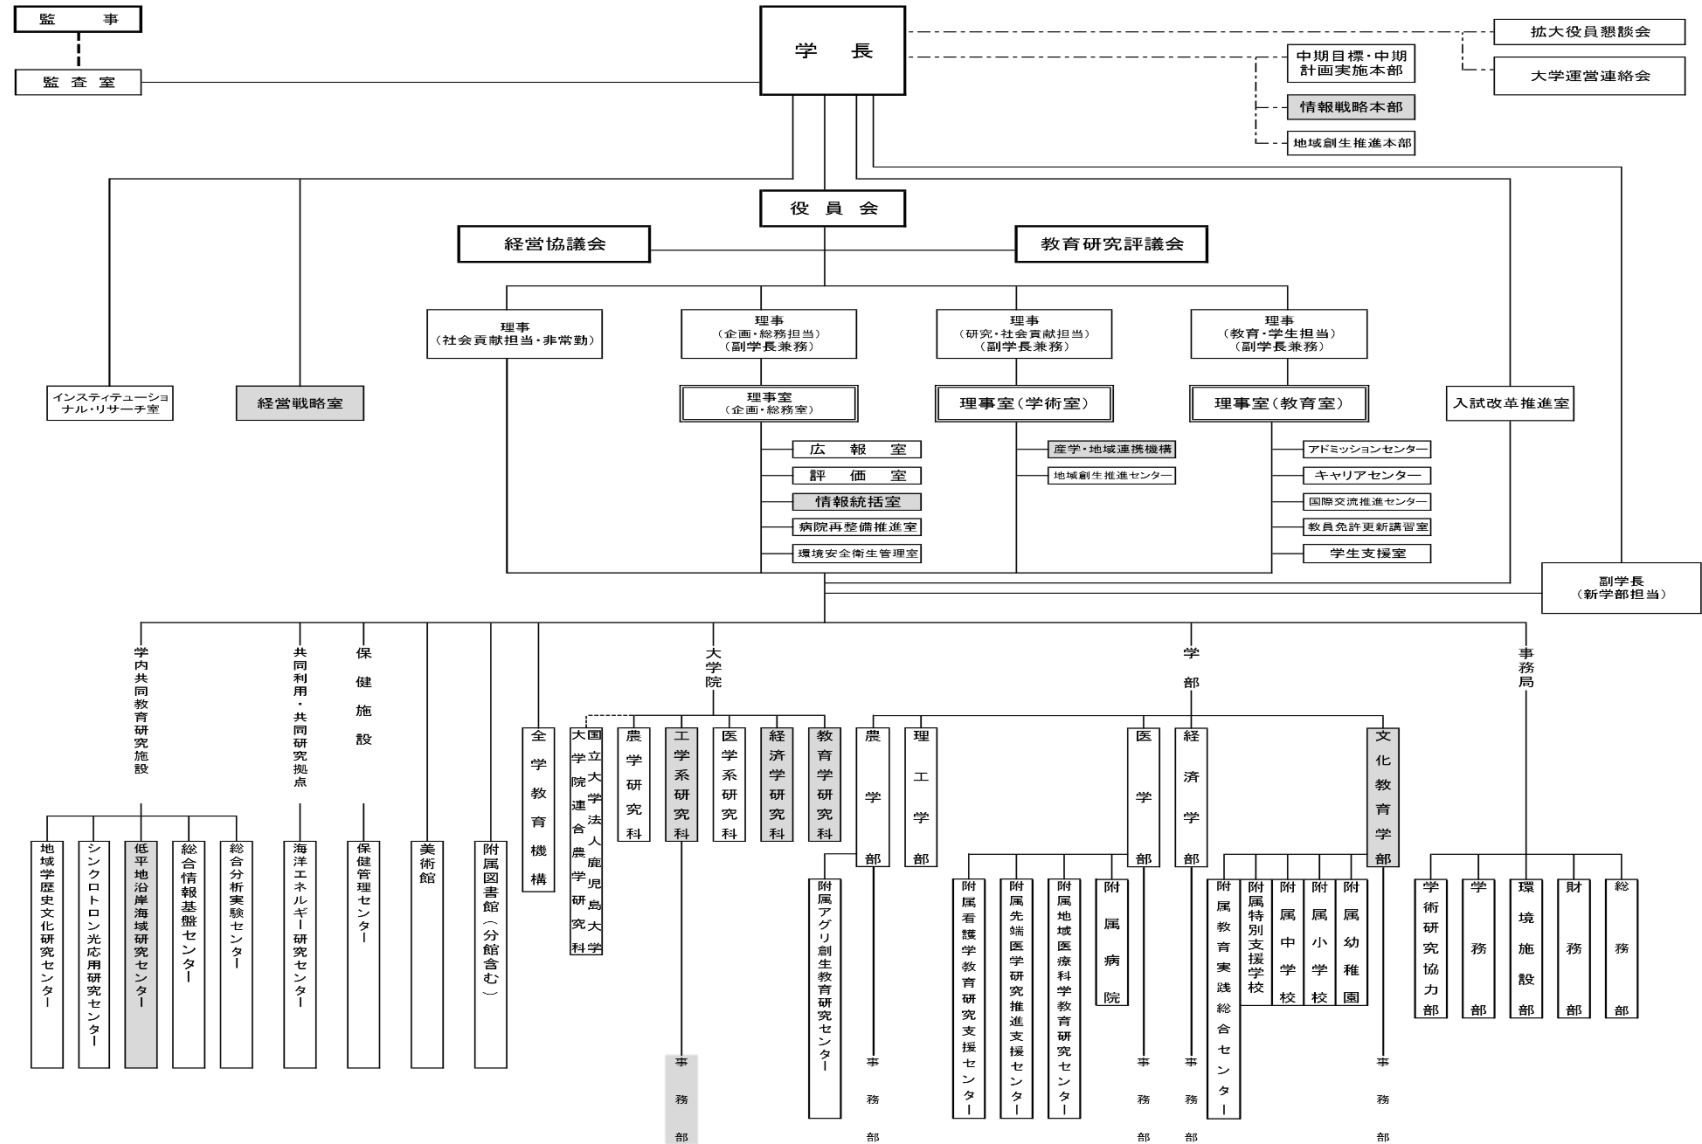 監事
学長
拡大役員懇談会
中期目標・中期
計画実施本部
監査室
大学運営連絡会
情報戦略本部
地域創生推進本部
役員会
経営協議会
教育研究評議会
理事
(社会貢献担当・非常勤)
理事
(企画・総務担当)
(副学長兼務)
理事
(研究・社会貢献担当)
(副学長兼務)
理事
(教育・学生担当)
(副学長兼務)
インスティテューショ
ナル・リサーチ室
経営戦略室
理事室
(企画・総務室)
理事室(学術室)
理事室(教育室)
入試改革推進室
広報室
評価室
情報統括室
病院再整備推進室
環境安全衛生管理室
産学・地域連携機構
地域創生推進センター
アドミッションセンター
キャリアセンター
国際交流推進センター
教員免許更新講習室
学生支援室
副学長
(新学部担当)
学内共同教育研究施設
共同利用・共同研究拠点
保健施設
大学院
学部
事務局
地域学歴史文化研究センター
シンクロトロン光応用研究センター
低平地沿岸海域研究センター
総合情報基盤センター
総合分析実験センター
海洋エネルギー研究センター
保健管理センター
美術館
附属図書館(分館含む)
全学教育機構
国立大学法人鹿児島大学
大学院連合農学研究科
農学研究科
工学系研究科
医学系研究科
経済学研究科
教育学研究科
農学部
理工学部
医学部
経済学部
文化教育学部
附属アグリ創生教育研究センター
附属看護学教育研究支援センター
附属先端医学研究推進支援センター
附属地域医療科学教育研究センター
附属病院
附属教育実践総合センター
附属特別支援学校
附属中学校
附属小学校
附属幼稚園
学術研究協力部
学務部
環境施設部
財務部
総務部
事務部
事務部
事務部
事務部
事務部